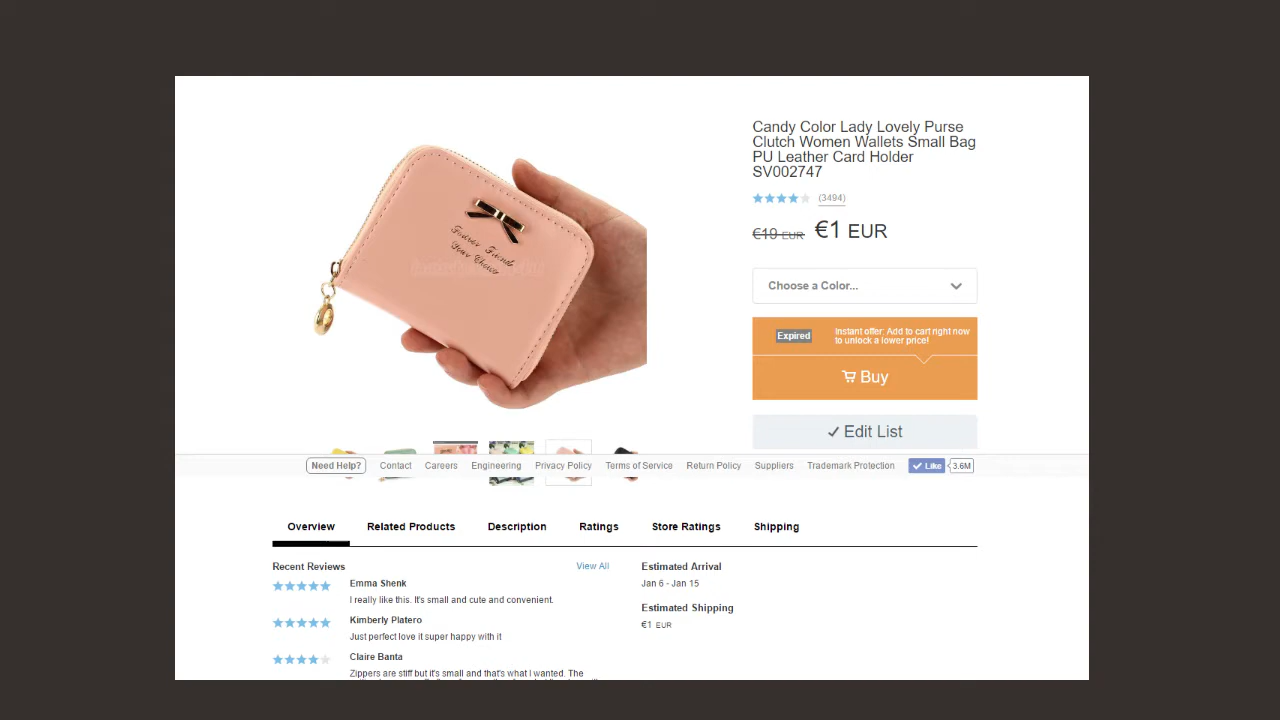 Candy Color Lady Lovely Purse
Clutch Women Wallets Small Bag
PU Leather Card Holder
SV002747
(3494)
€19 EUR €1 EUR
Choose a Color...
Expired
Instant offer: Add to cart right now
to unlock a lower price!
Buy
Edit List
Forever Friends
Your Choice
Need Help? Contact Careers Engineering Privacy Policy Terms of Service Return Policy Suppliers Trademark Protection Like 3.6M
Overview Related Products Description Ratings Store Ratings Shipping
Recent Reviews View All
Emma Shenk
I really like this. It's small and cute and convenient.
Kimberly Platero
Just perfect love it super happy with it
Claire Banta
Zippers are stiff but it's small and that's what I wanted. The
Estimated Arrival
Jan 6 - Jan 15
Estimated Shipping
€1 EUR